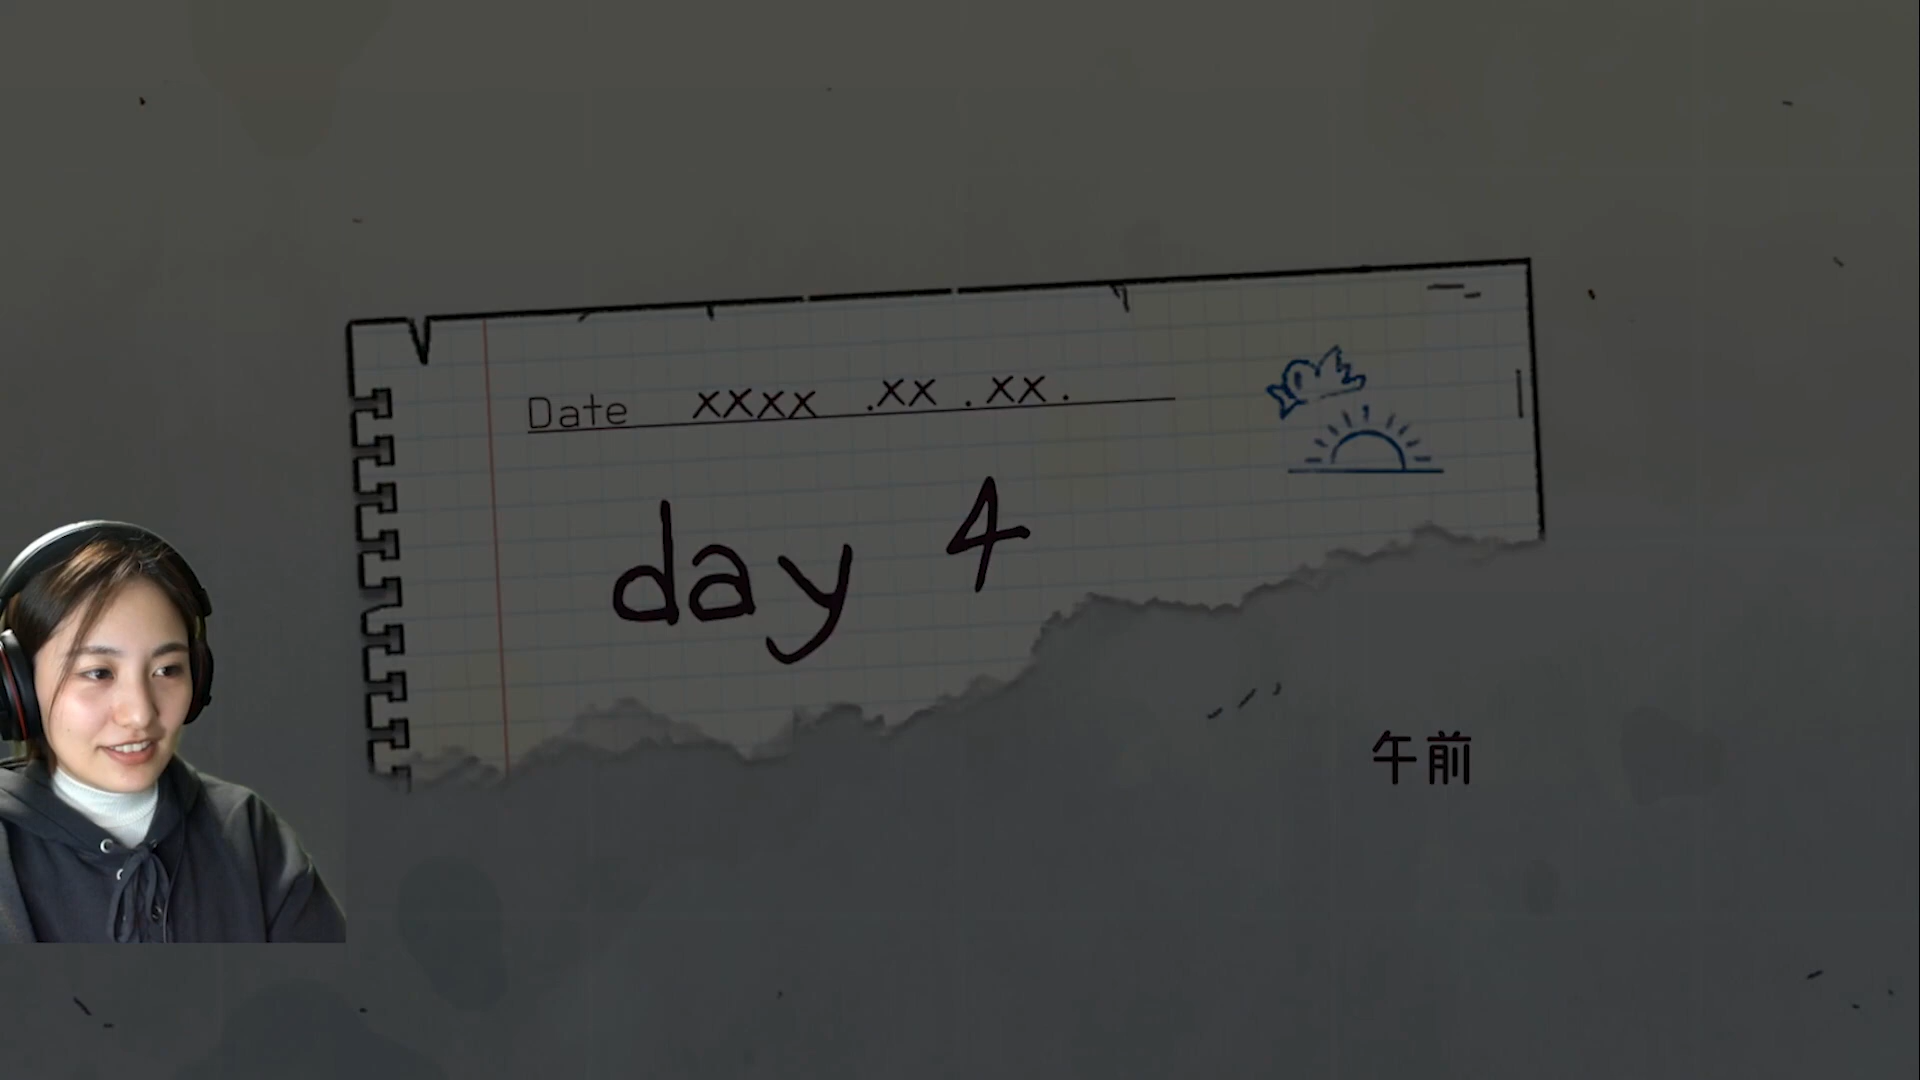 Date xxxx .xx . xx .
day 4
午前